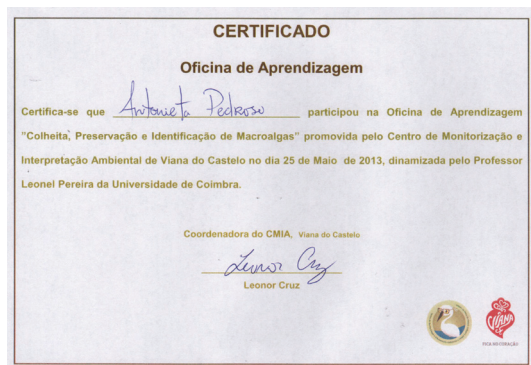 CERTIFICADO
Oficina de Aprendizagem
Certifica-se que Antonieta Pedroso participou na Oficina de Aprendizagem
"Colheita, Preservação e Identificação de Macroalgas" promovida pelo Centro de Monitorização e
Interpretação Ambiental de Viana do Castelo no dia 25 de Maio de 2013, dinamizada pelo Professor
Leonel Pereira da Universidade de Coimbra.
Coordenadora do CMIA, Viana do Castelo
Leonor Cruz
Leonor Cruz
VIANA
FICA NO CORAÇÃO